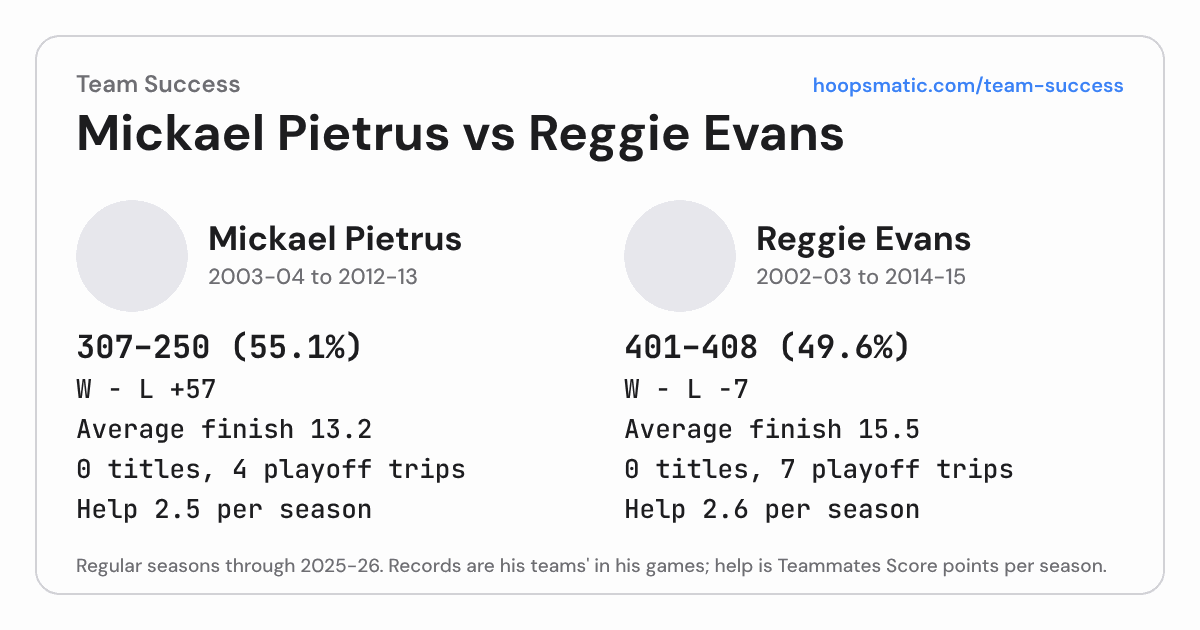 Team Success
hoopsmatic.com/team-success
Mickael Pietrus vs Reggie Evans
Mickael Pietrus
2003-04 to 2012-13
307-250 (55.1%)
W - L +57
Average finish 13.2
0 titles, 4 playoff trips
Help 2.5 per season
Reggie Evans
2002-03 to 2014-15
401-408 (49.6%)
W - L -7
Average finish 15.5
0 titles, 7 playoff trips
Help 2.6 per season
Regular seasons through 2025-26. Records are his teams' in his games; help is Teammates Score points per season.